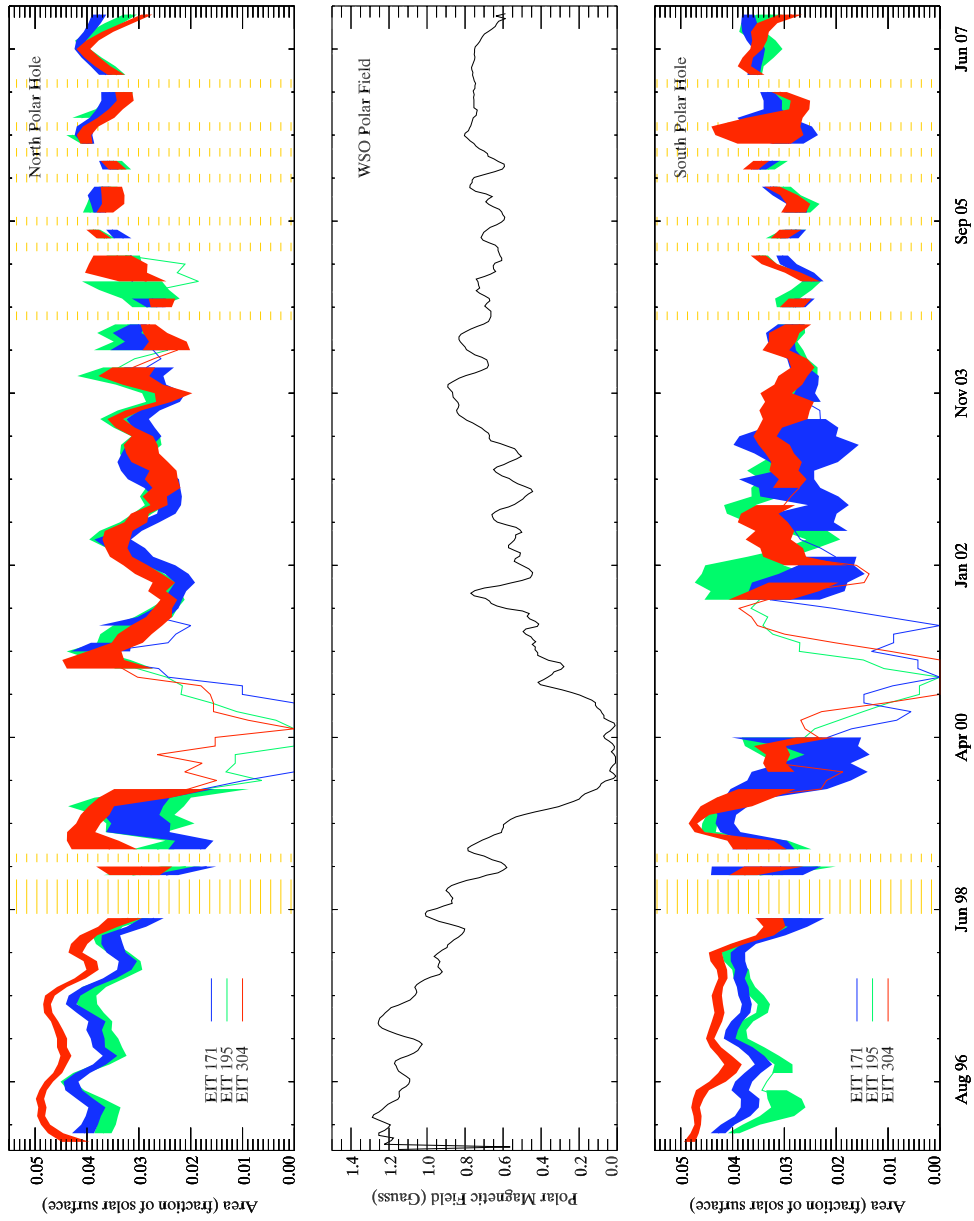 North Polar Hole
EIT 171
EIT 195
EIT 304
Area (fraction of solar surface)
0.05
0.04
0.03
0.02
0.01
0.00
WSO Polar Field
Polar Magnetic Field (Gauss)
1.4
1.2
1.0
0.8
0.6
0.4
0.2
0.0
South Polar Hole
EIT 171
EIT 195
EIT 304
Area (fraction of solar surface)
0.05
0.04
0.03
0.02
0.01
0.00
Aug 96
Jun 98
Apr 00
Jan 02
Nov 03
Sep 05
Jun 07